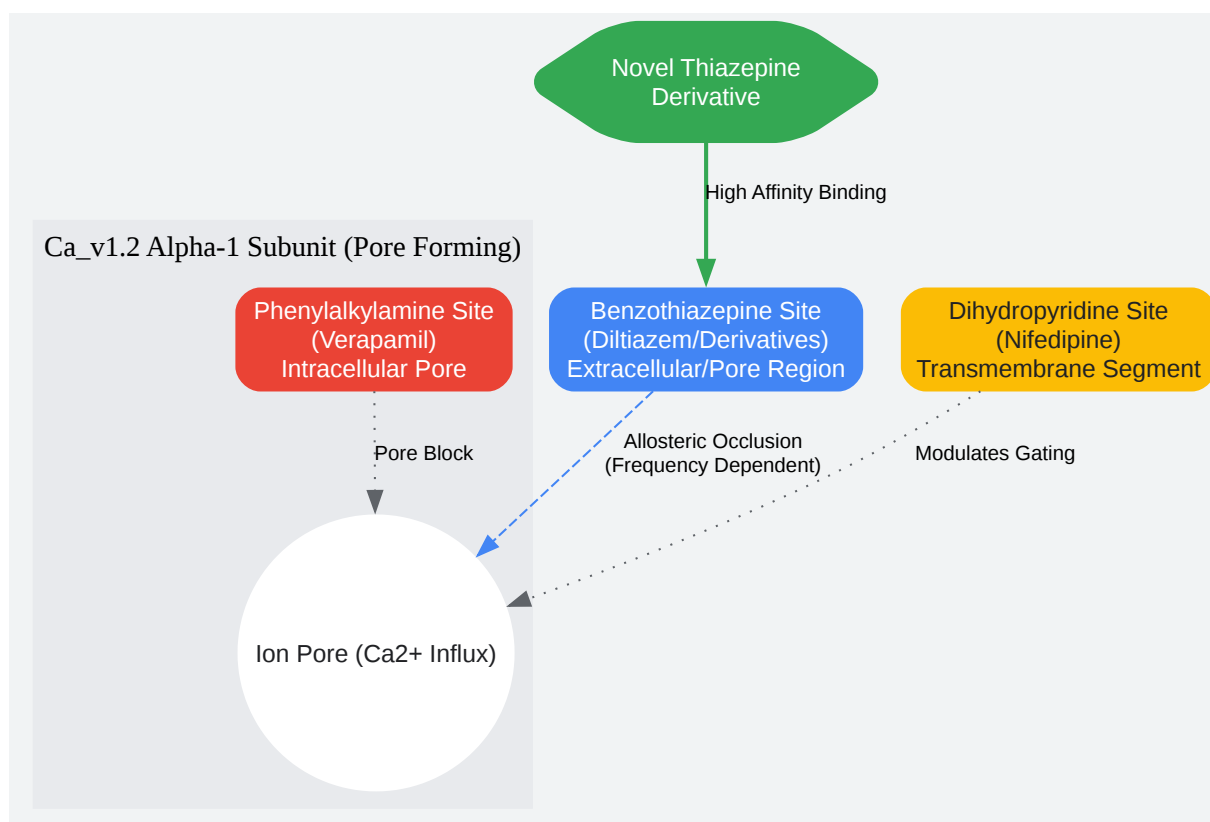 Novel Thiazepine
Derivative
High Affinity Binding
Ca_v1.2 Alpha-1 Subunit (Pore Forming)
Phenylalkylamine Site
(Verapamil)
Intracellular Pore
Benzothiazepine Site
(Diltiazem/Derivatives)
Extracellular/Pore Region
Dihydropyridine Site
(Nifedipine)
Transmembrane Segment
Pore Block
Allosteric Occlusion
(Frequency Dependent)
Modulates Gating
Ion Pore (Ca2+ Influx)